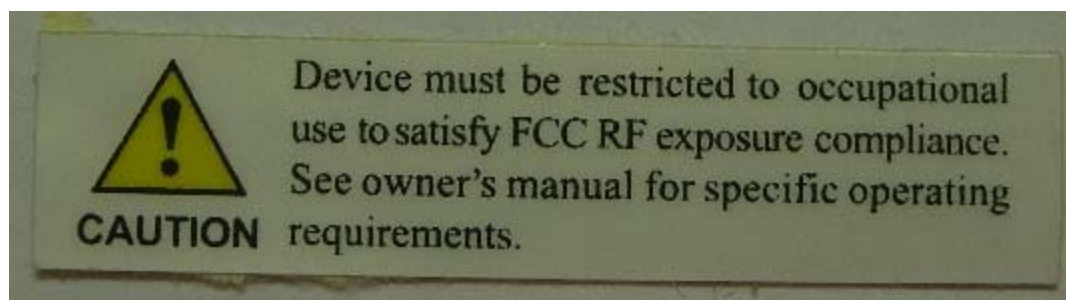 Device must be restricted to occupational
use to satisfy FCC RF exposure compliance.
See owner's manual for specific operating
requirements.
CAUTION